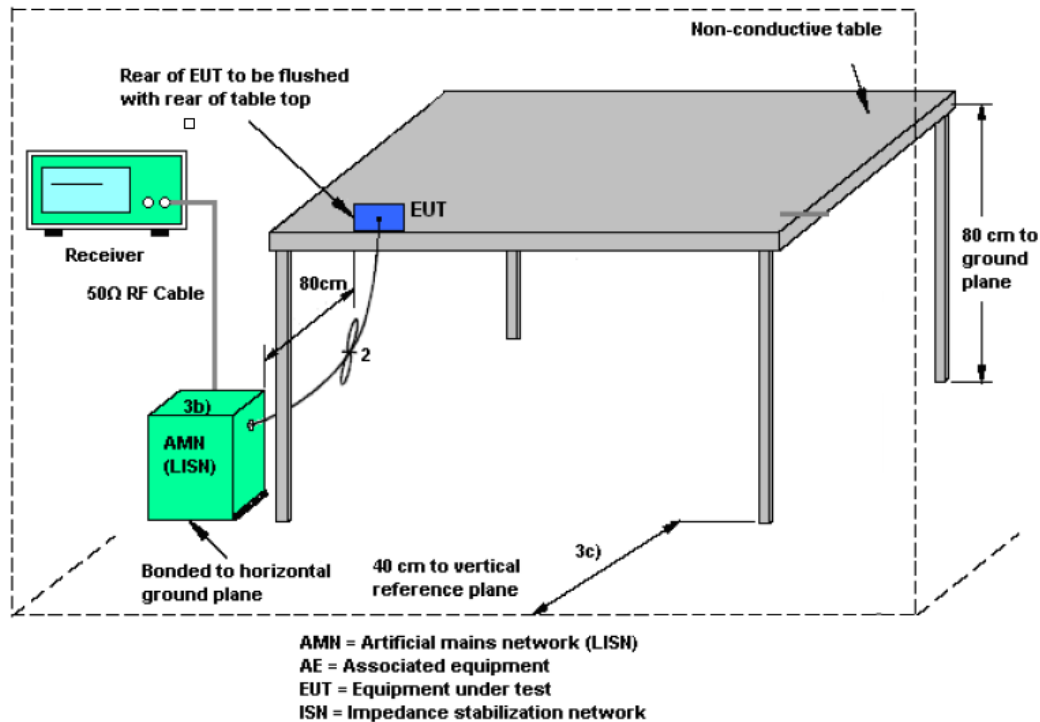 Non-conductive table
Rear of EUT to be flushed
with rear of table top
EUT
Receiver
80 cm to
ground
plane
80cm
50Ω RF Cable
2
3b)
AMN
(LISN)
3c)
Bonded to horizontal
ground plane
40 cm to vertical
reference plane
AMN = Artificial mains network (LISN)
AE = Associated equipment
EUT = Equipment under test
ISN = Impedance stabilization network